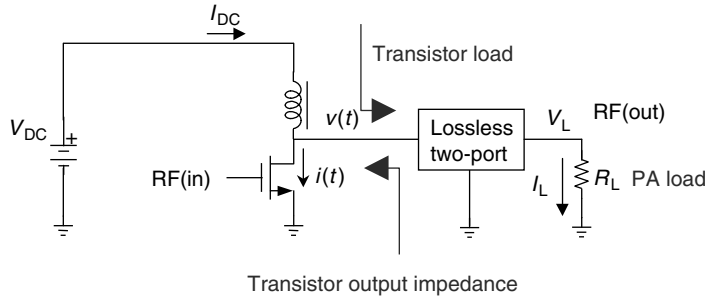 I_DC
Transistor load
V_DC
+
v(t)
Lossless
two-port
V_L
RF(out)
RF(in)
i(t)
I_L
R_L
PA load
Transistor output impedance